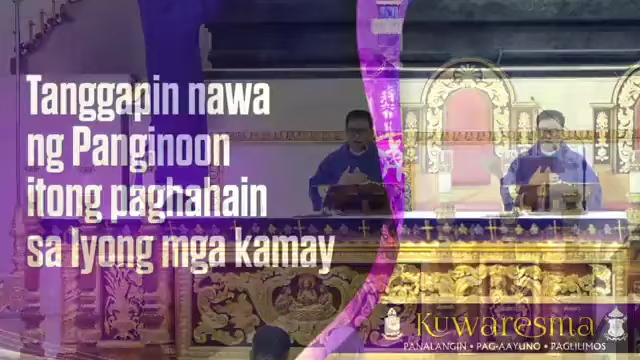 Tanggapin nawa
ng Panginoon
itong paghahain
sa Iyong mga kamay
Kuwaresma
PANALANGIN • PAG-AAYUNO • PAGLILIMOS